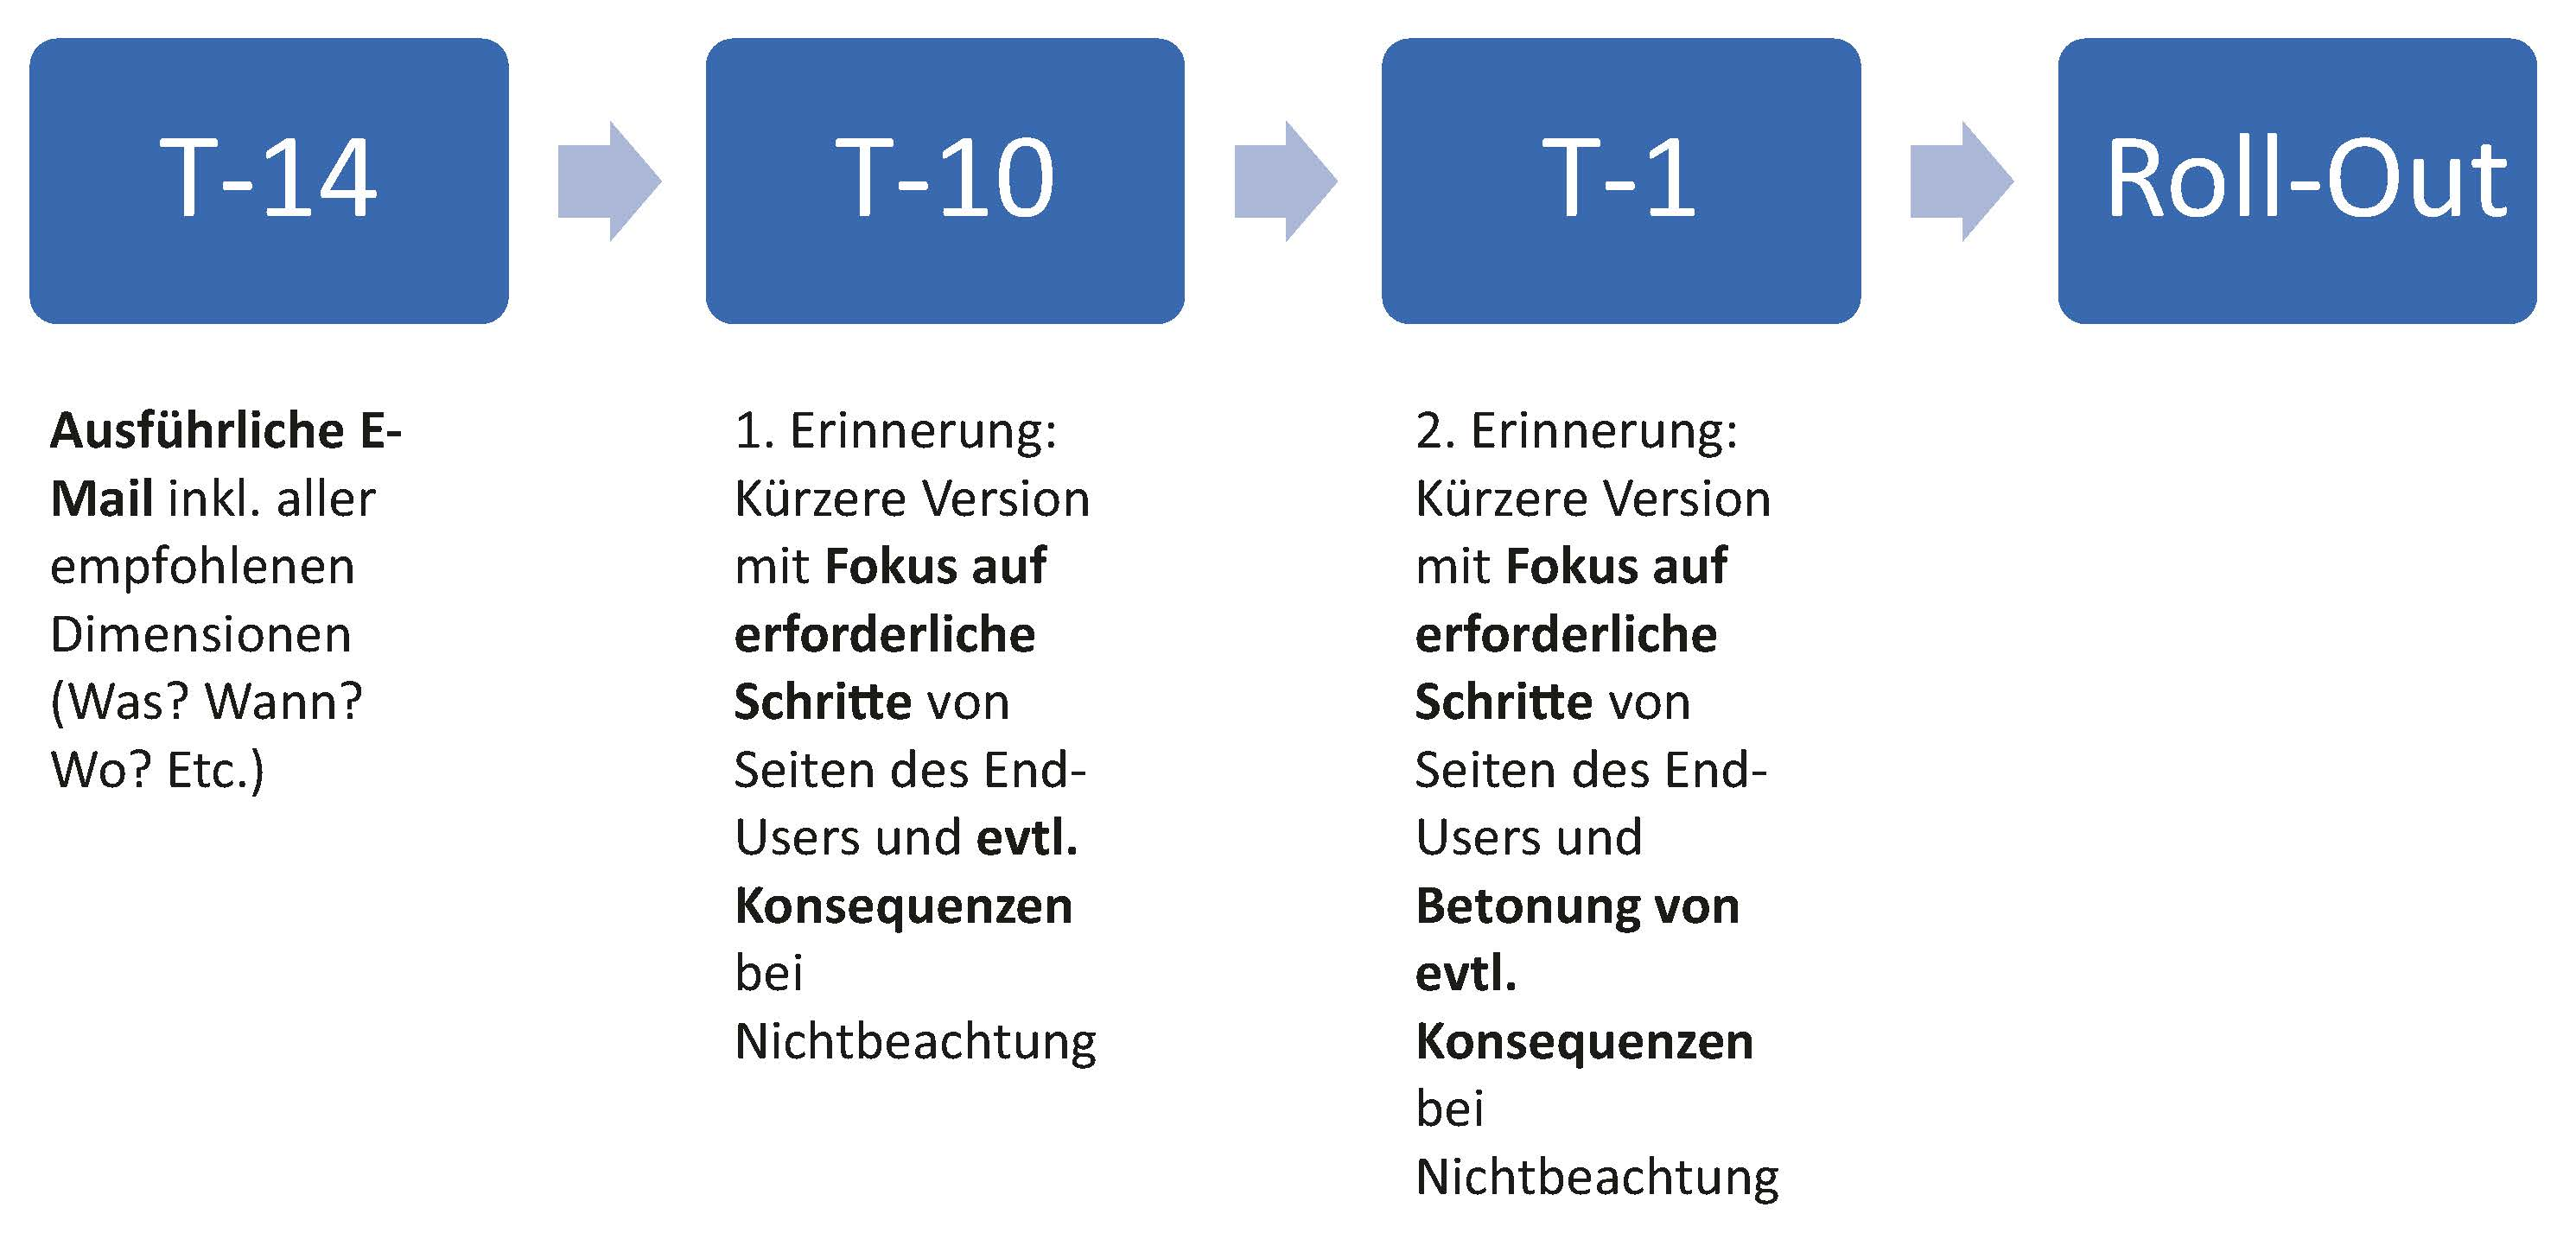 T-14
T-10
T-1
Roll-Out
Ausführliche E-
Mail inkl. aller
empfohlenen
Dimensionen
(Was? Wann?
Wo? Etc.)
1. Erinnerung:
Kürzere Version
mit Fokus auf
erforderliche
Schritte von
Seiten des End-
Users und evtl.
Konsequenzen
bei
Nichtbeachtung
2. Erinnerung:
Kürzere Version
mit Fokus auf
erforderliche
Schritte von
Seiten des End-
Users und
Betonung von
evtl.
Konsequenzen
bei
Nichtbeachtung